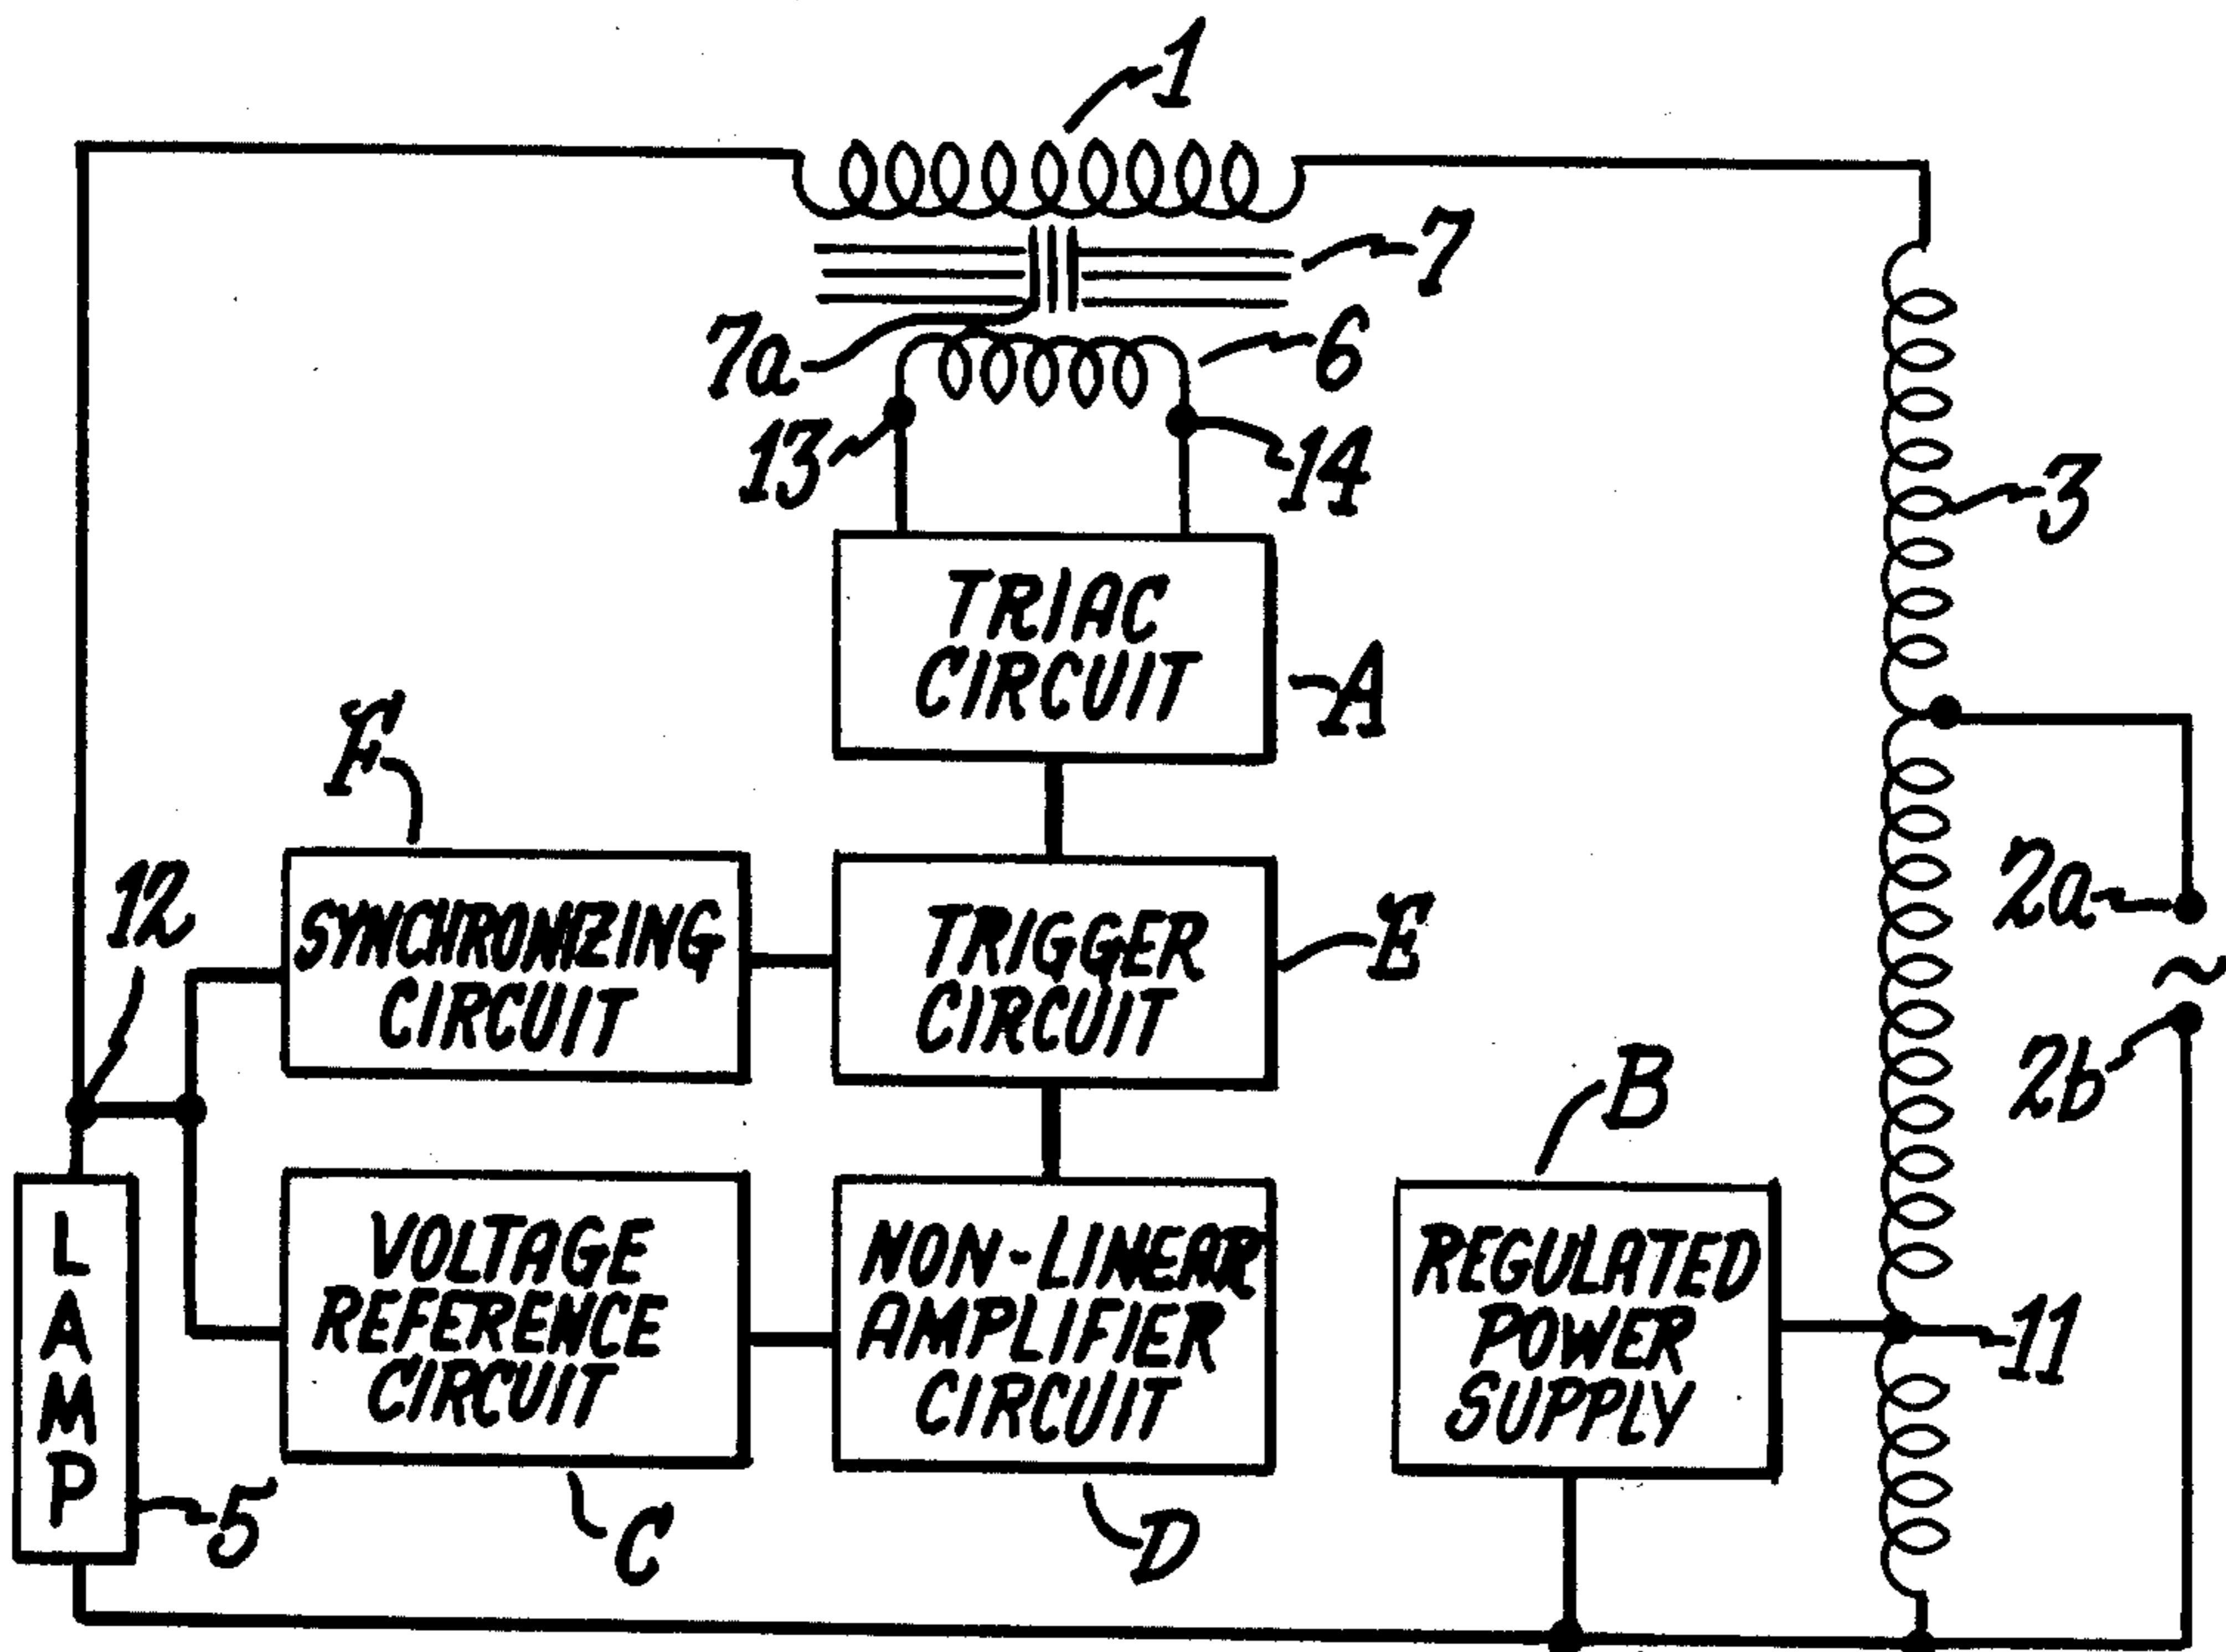 1
7
7a
6
13
14
3
TRIAC
CIRCUIT
A
F
12
SYNCHRONIZING
CIRCUIT
TRIGGER
CIRCUIT
E
2a
~
2b
B
L
A
M
P
5
VOLTAGE
REFERENCE
CIRCUIT
C
NON-LINEAR
AMPLIFIER
CIRCUIT
D
REGULATED
POWER
SUPPLY
11